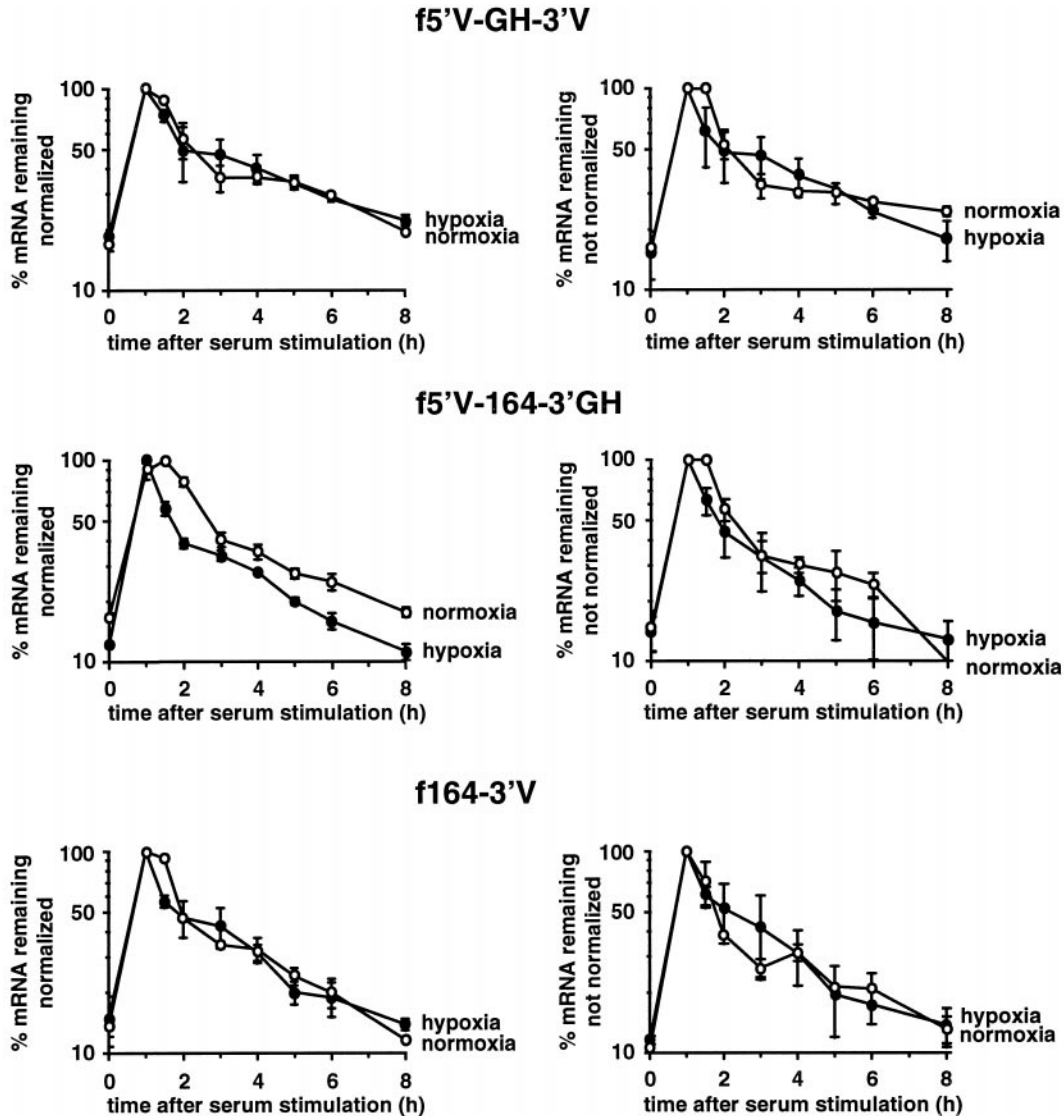 f5'V-GH-3'V
% mRNA remaining
normalized
100
50
10
hypoxia
normoxia
0 2 4 6 8
time after serum stimulation (h)
% mRNA remaining
not normalized
100
50
10
normoxia
hypoxia
0 2 4 6 8
time after serum stimulation (h)
f5'V-164-3'GH
% mRNA remaining
normalized
100
50
10
normoxia
hypoxia
0 2 4 6 8
time after serum stimulation (h)
% mRNA remaining
not normalized
100
50
10
hypoxia
normoxia
0 2 4 6 8
time after serum stimulation (h)
f164-3'V
% mRNA remaining
normalized
100
50
10
hypoxia
normoxia
0 2 4 6 8
time after serum stimulation (h)
% mRNA remaining
not normalized
100
50
10
hypoxia
normoxia
0 2 4 6 8
time after serum stimulation (h)